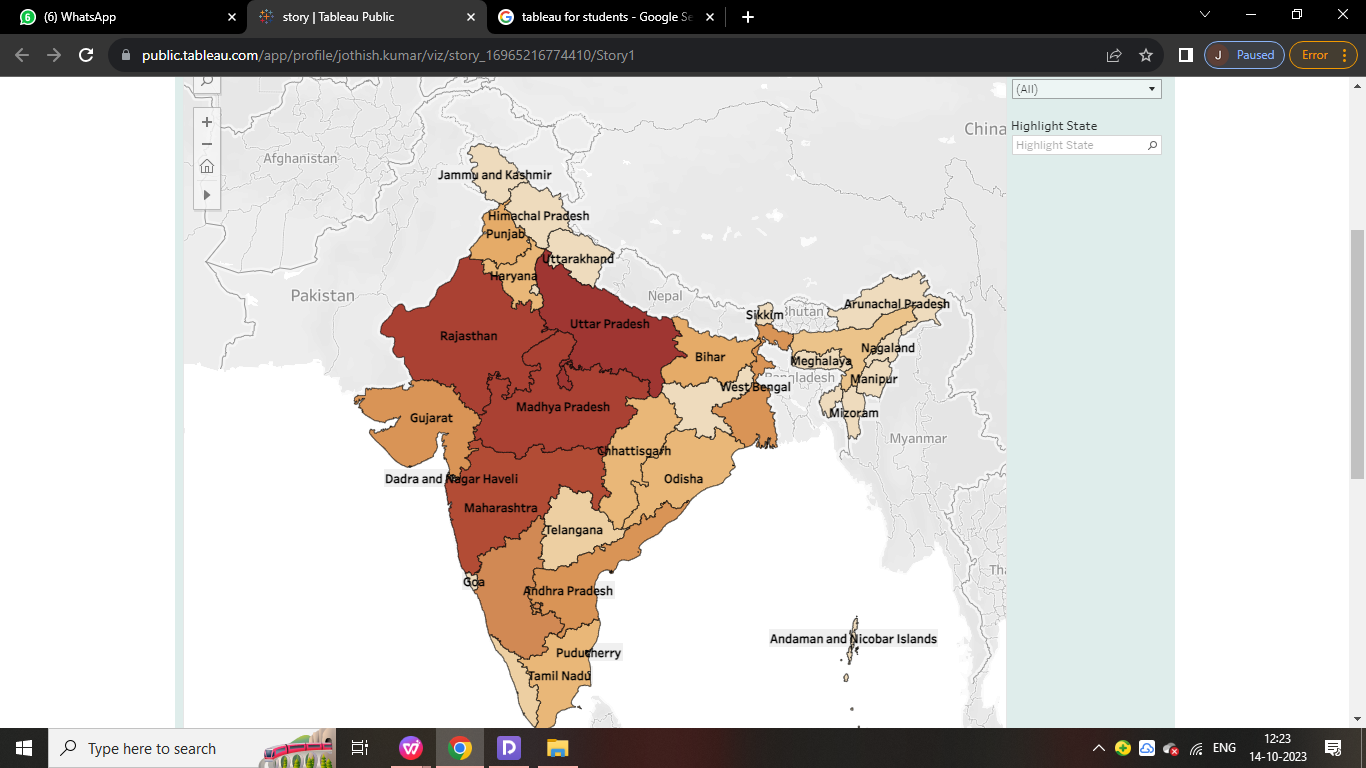 (6) WhatsApp
story | Tableau Public
tableau for students - Google Se
public.tableau.com/app/profile/jothish.kumar/viz/story_16965216774410/Story1
J Paused
Error
(All)
Highlight State
Highlight State
China
Afghanistan
Jammu and Kashmir
Himachal Pradesh
Punjab
Uttarakhand
Haryana
Pakistan
Nepal
Arunachal Pradesh
Sikkim
Bhutan
Uttar Pradesh
Rajasthan
Nagaland
Bihar
Meghalaya
Bangladesh
Manipur
West Bengal
Madhya Pradesh
Mizoram
Gujarat
Myanmar
Chhattisgarh
Dadra and Nagar Haveli
Odisha
Maharashtra
Telangana
Tha
Goa
Andhra Pradesh
Andaman and Nicobar Islands
Puducherry
Tamil Nadu
Type here to search
ENG
12:23
14-10-2023